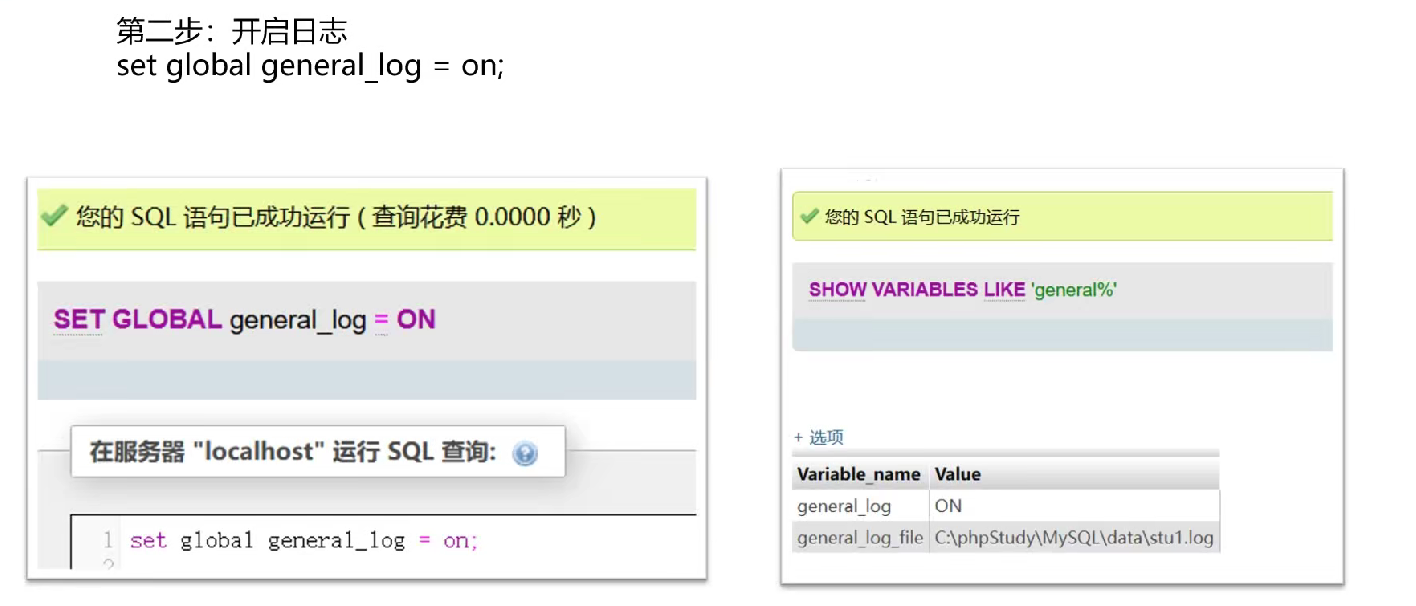 第二步：开启日志
set global general_log = on;
您的 SQL 语句已成功运行 ( 查询花费 0.0000 秒 )
SET GLOBAL general_log = ON
在服务器 "localhost" 运行 SQL 查询:
1 set global general_log = on;
2
您的 SQL 语句已成功运行
SHOW VARIABLES LIKE 'general%'
+ 选项
Variable_name Value
general_log ON
general_log_file C:\phpStudy\MySQL\data\stu1.log